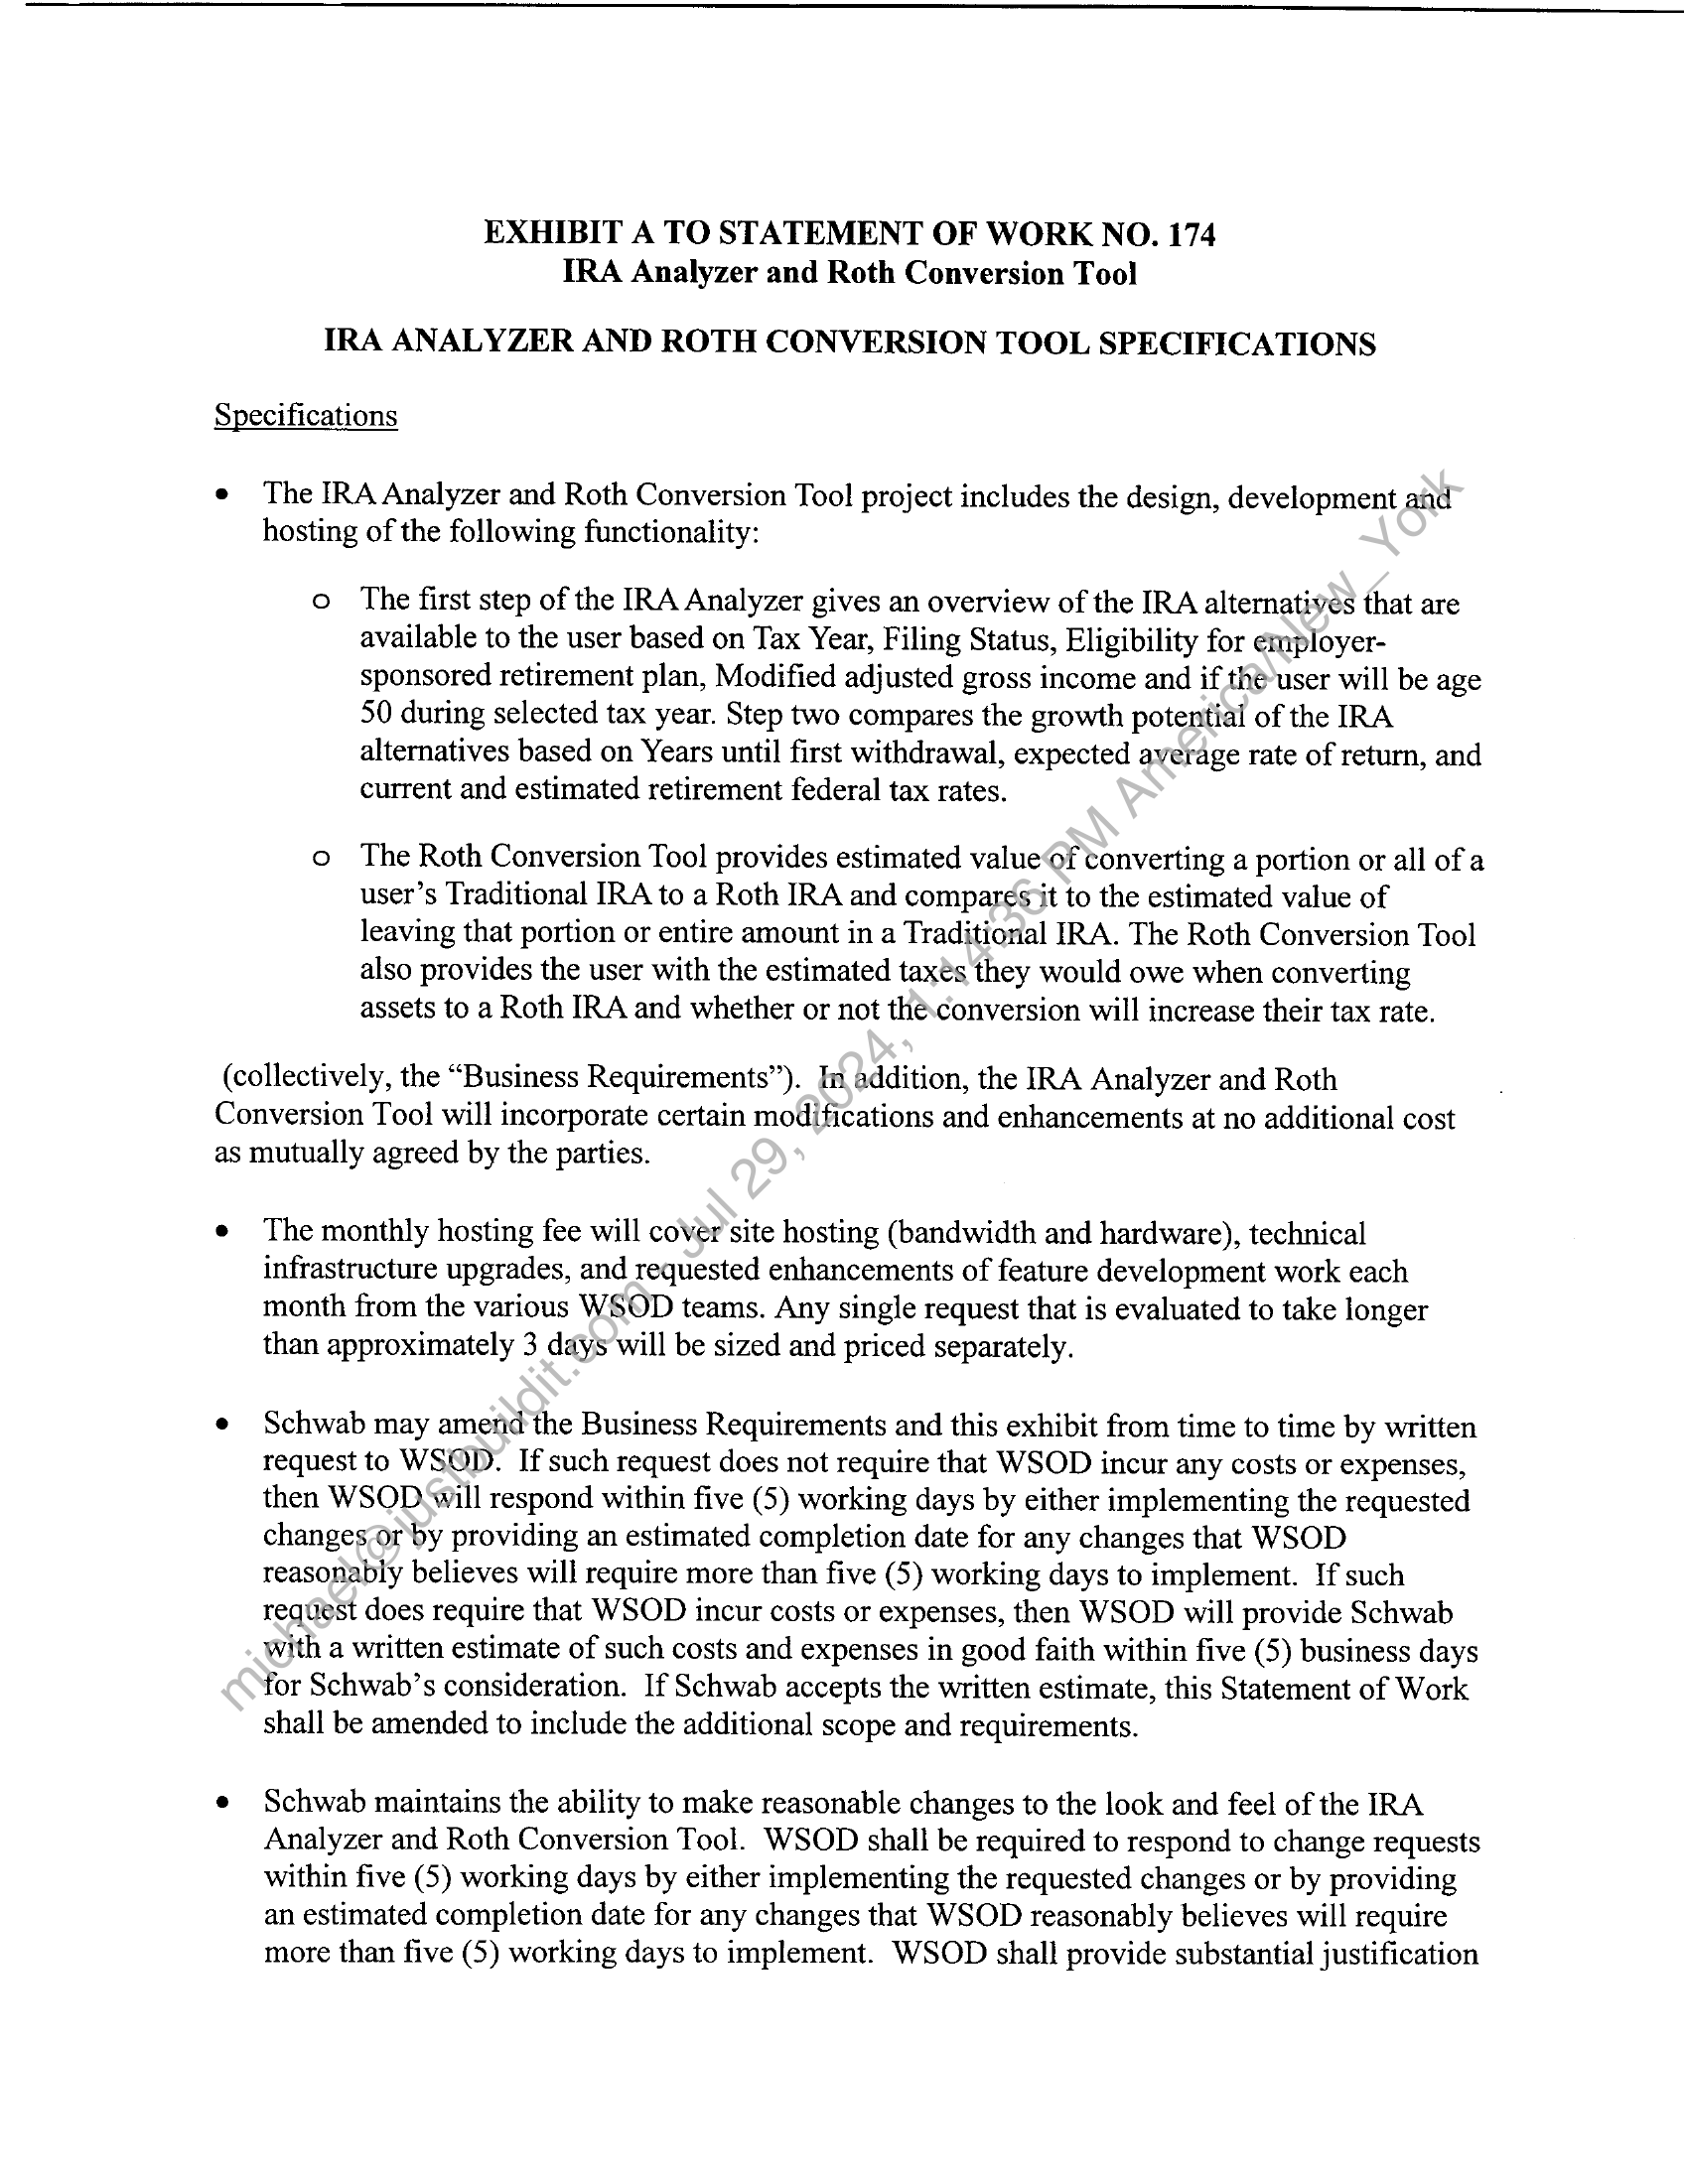 EXHIBIT A TO STATEMENT OF WORK NO. 174
IRA Analyzer and Roth Conversion Tool
IRA ANALYZER AND ROTH CONVERSION TOOL SPECIFICATIONS
Specifications
• The IRA Analyzer and Roth Conversion Tool project includes the design, development and
hosting of the following functionality:
o The first step of the IRA Analyzer gives an overview of the IRA alternatives that are
available to the user based on Tax Year, Filing Status, Eligibility for employer-
sponsored retirement plan, Modified adjusted gross income and if the user will be age
50 during selected tax year. Step two compares the growth potential of the IRA
alternatives based on Years until first withdrawal, expected average rate of return, and
current and estimated retirement federal tax rates.
o The Roth Conversion Tool provides estimated value of converting a portion or all of a
user’s Traditional IRA to a Roth IRA and compares it to the estimated value of
leaving that portion or entire amount in a Traditional IRA. The Roth Conversion Tool
also provides the user with the estimated taxes they would owe when converting
assets to a Roth IRA and whether or not the conversion will increase their tax rate.
(collectively, the “Business Requirements”). In addition, the IRA Analyzer and Roth
Conversion Tool will incorporate certain modifications and enhancements at no additional cost
as mutually agreed by the parties.
• The monthly hosting fee will cover site hosting (bandwidth and hardware), technical
infrastructure upgrades, and requested enhancements of feature development work each
month from the various WSOD teams. Any single request that is evaluated to take longer
than approximately 3 days will be sized and priced separately.
• Schwab may amend the Business Requirements and this exhibit from time to time by written
request to WSOD. If such request does not require that WSOD incur any costs or expenses,
then WSOD will respond within five (5) working days by either implementing the requested
changes or by providing an estimated completion date for any changes that WSOD
reasonably believes will require more than five (5) working days to implement. If such
request does require that WSOD incur costs or expenses, then WSOD will provide Schwab
with a written estimate of such costs and expenses in good faith within five (5) business days
for Schwab’s consideration. If Schwab accepts the written estimate, this Statement of Work
shall be amended to include the additional scope and requirements.
• Schwab maintains the ability to make reasonable changes to the look and feel of the IRA
Analyzer and Roth Conversion Tool. WSOD shall be required to respond to change requests
within five (5) working days by either implementing the requested changes or by providing
an estimated completion date for any changes that WSOD reasonably believes will require
more than five (5) working days to implement. WSOD shall provide substantial justification
michael@justbuildit.com - Jul 29, 2024, 1:14:36 PM America/New_York